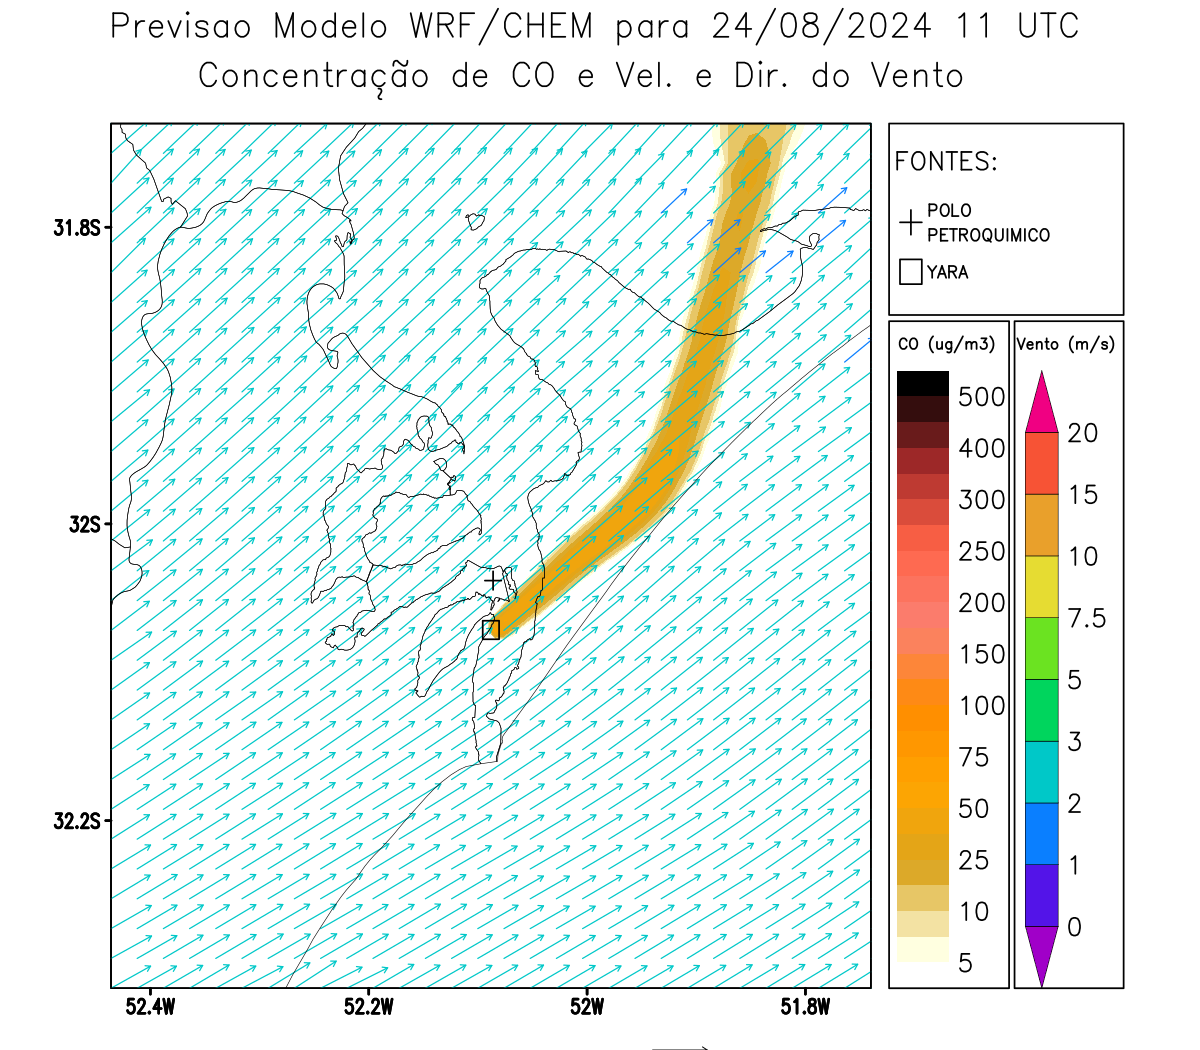 Previsao Modelo WRF/CHEM para 24/08/2024 11 UTC
Concentração de CO e Vel. e Dir. do Vento
FONTES:
POLO
PETROQUIMICO
YARA
31.8S
32S
32.2S
52.4W
52.2W
52W
51.8W
CO (ug/m3)
500
400
300
250
200
150
100
75
50
25
10
5
Vento (m/s)
20
15
10
7.5
5
3
2
1
0